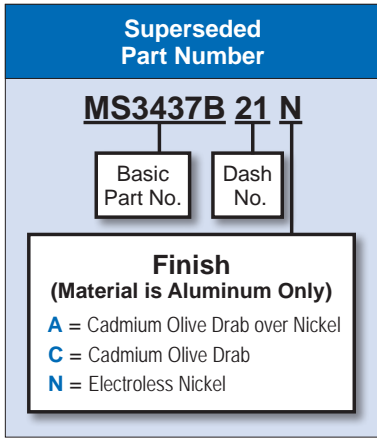 Superseded
Part Number
MS3437B 21 N
Basic
Part No.
Dash
No.
Finish
(Material is Aluminum Only)
A = Cadmium Olive Drab over Nickel
C = Cadmium Olive Drab
N = Electroless Nickel